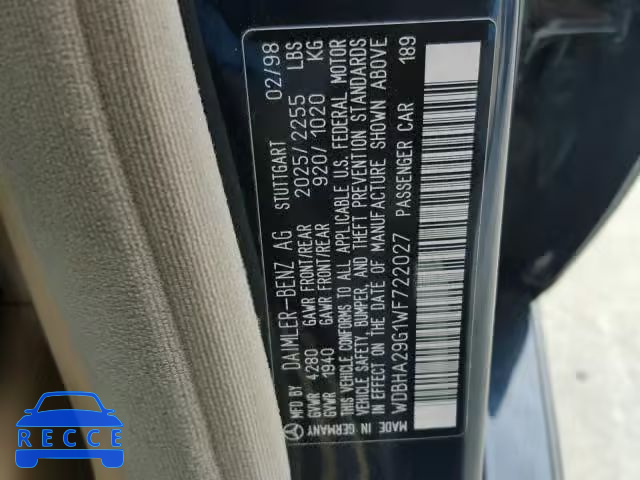 MFD BY DAIMLER-BENZ AG STUTTGART 02/98
GVWR 4280 GAWR FRONT/REAR 2025/2255 LBS
GVWR 1940 GAWR FRONT/REAR 920/1020 KG
THIS VEHICLE CONFORMS TO ALL APPLICABLE U.S. FEDERAL MOTOR
VEHICLE SAFETY, BUMPER, AND THEFT PREVENTION STANDARDS
IN EFFECT ON THE DATE OF MANUFACTURE SHOWN ABOVE
WDBHA29G1WF722027 PASSENGER CAR 189
MADE IN GERMANY
RECCE